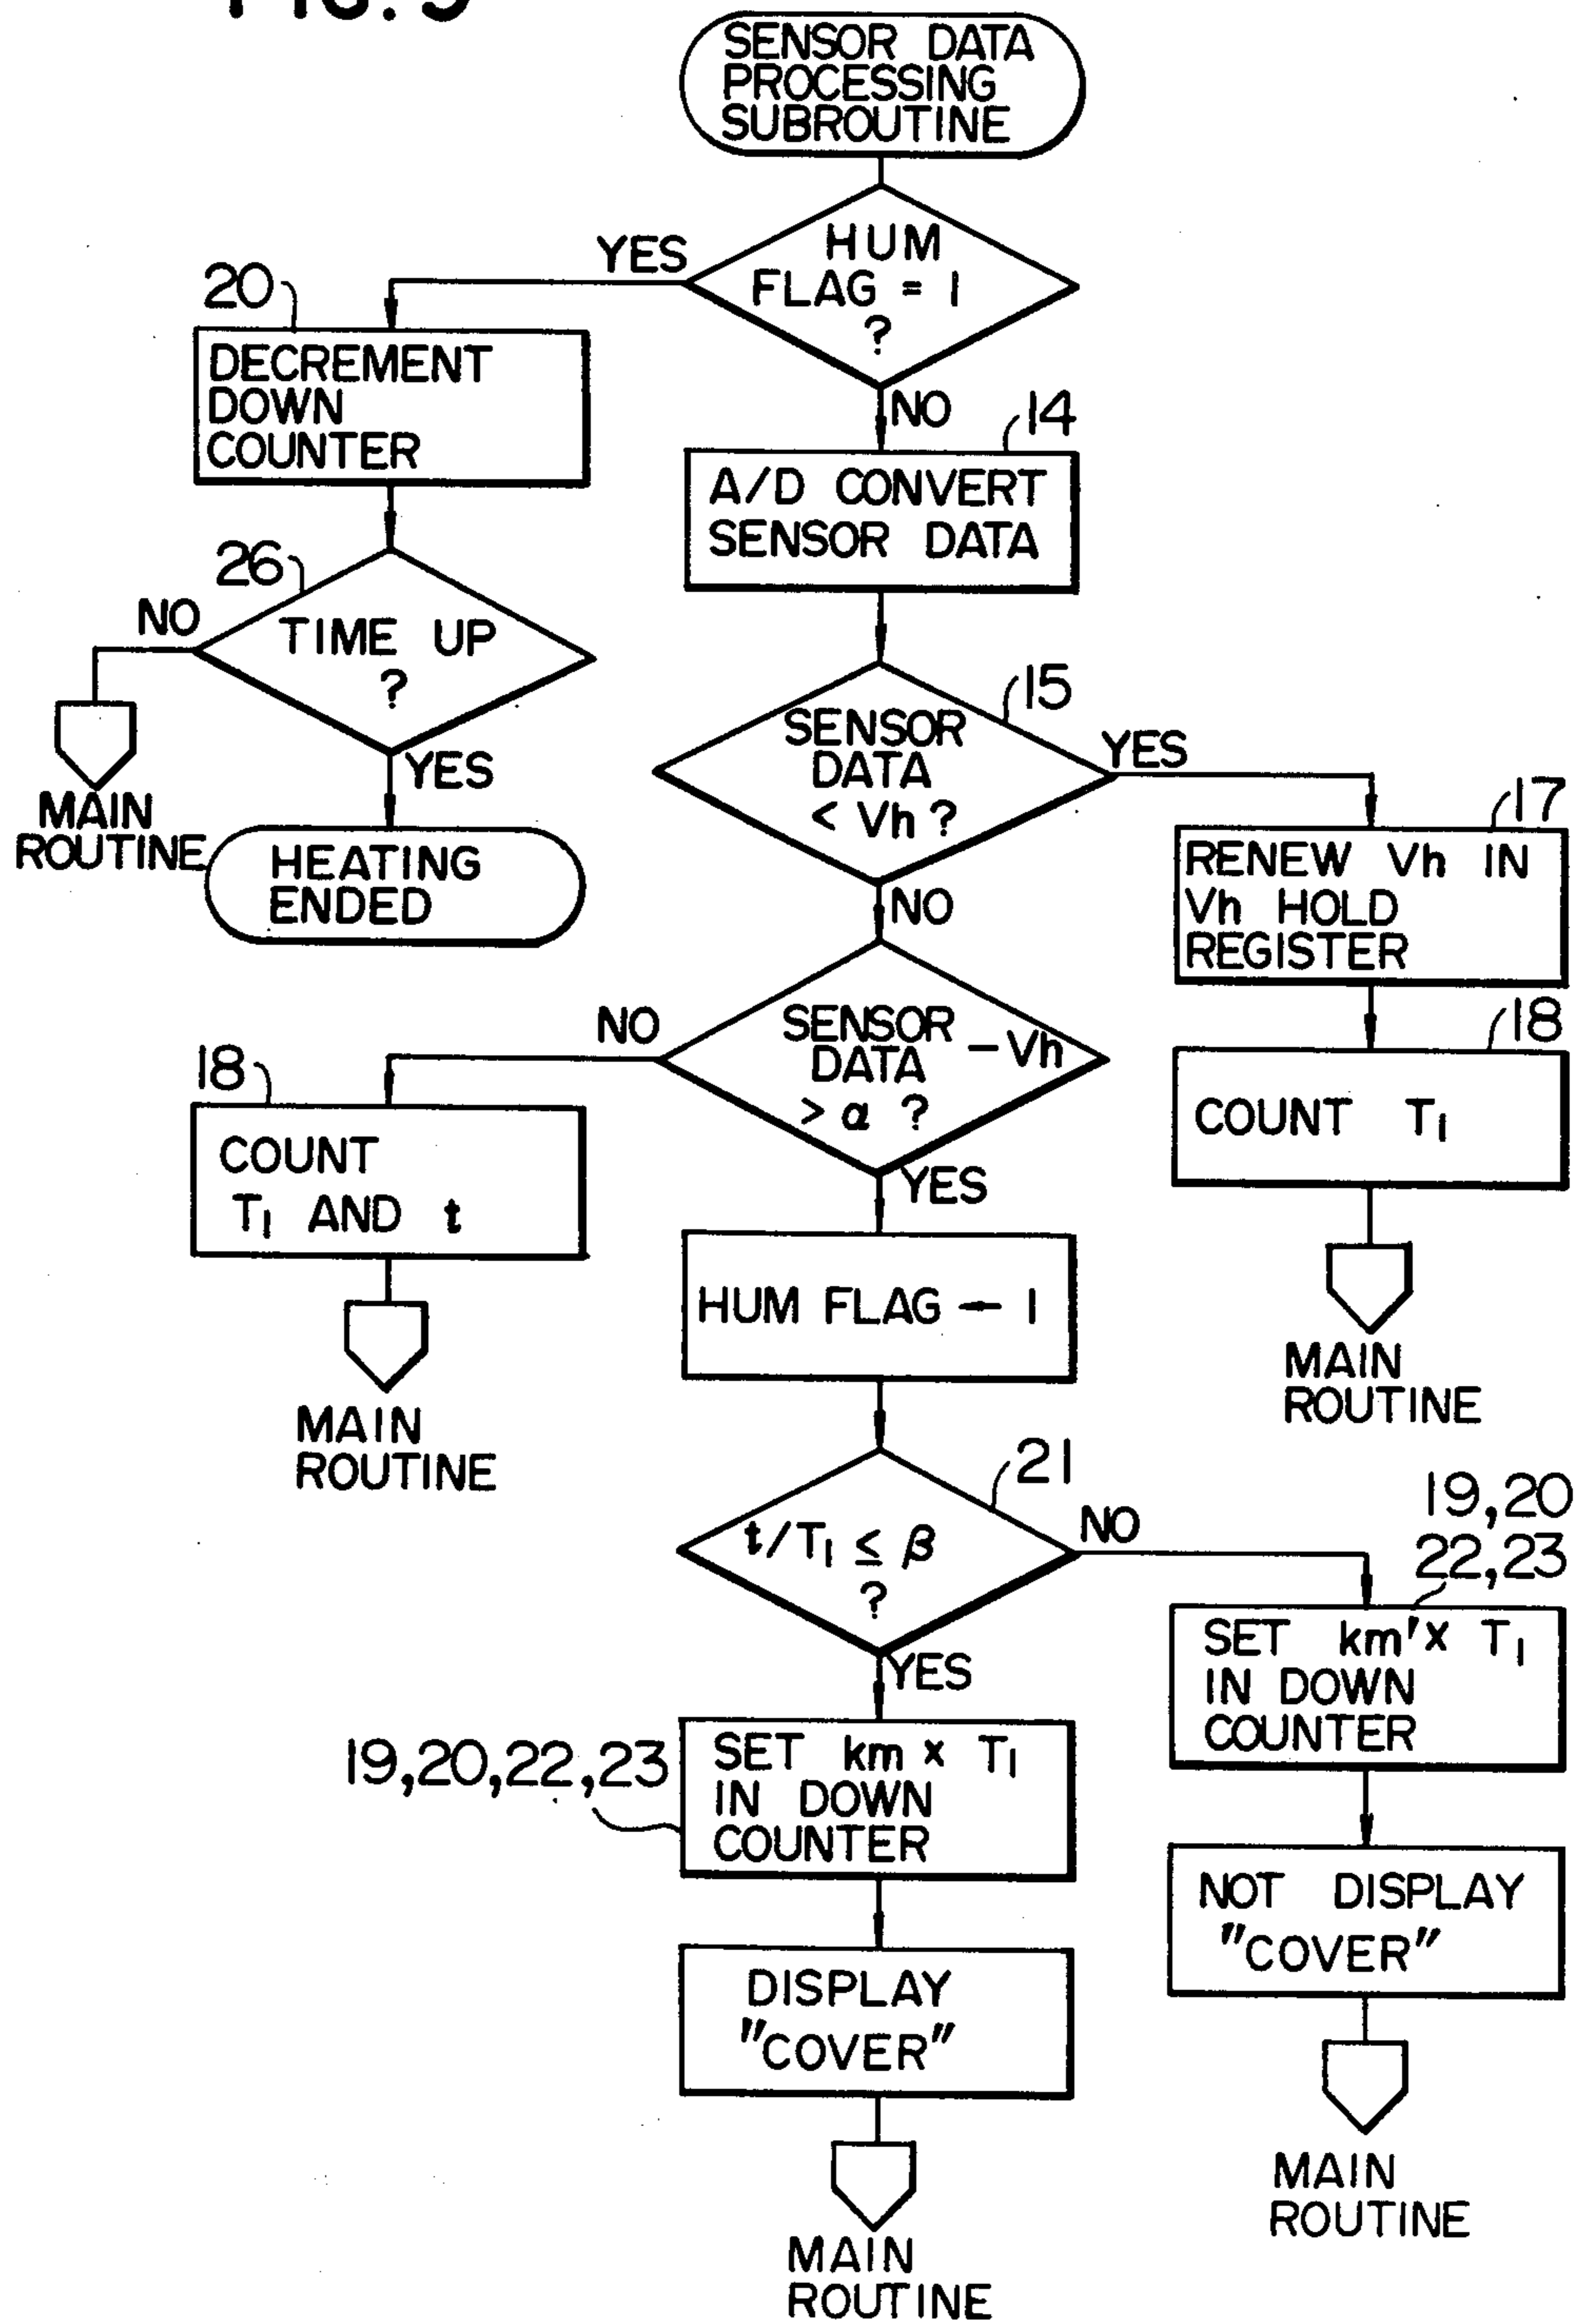 SENSOR DATA
PROCESSING
SUBROUTINE
HUM
FLAG = 1
?
YES
NO
20
DECREMENT
DOWN
COUNTER
14
A/D CONVERT
SENSOR DATA
26
TIME UP
?
NO
YES
MAIN
ROUTINE
HEATING
ENDED
15
SENSOR
DATA
< Vh ?
YES
NO
17
RENEW Vh IN
Vh HOLD
REGISTER
18
COUNT T1
MAIN
ROUTINE
SENSOR
DATA - Vh
> α ?
NO
YES
18
COUNT
T1 AND t
MAIN
ROUTINE
HUM FLAG ← 1
21
t/T1 ≤ β
?
NO
YES
19,20
22,23
SET km'x T1
IN DOWN
COUNTER
19,20,22,23
SET km x T1
IN DOWN
COUNTER
NOT DISPLAY
"COVER"
DISPLAY
"COVER"
MAIN
ROUTINE
MAIN
ROUTINE